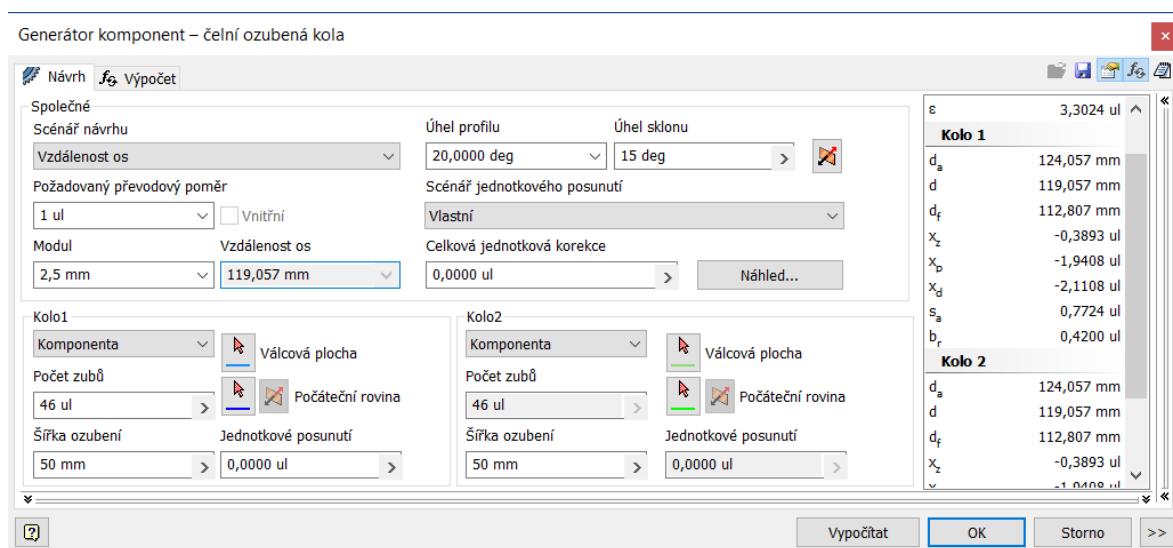 Generátor komponent – čelní ozubená kola
Návrh
Výpočet
Společné
Scénář návrhu
Vzdálenost os
Požadovaný převodový poměr
1 ul
Vnitřní
Modul
Vzdálenost os
2,5 mm
119,057 mm
Úhel profilu
Úhel sklonu
20,0000 deg
15 deg
Scénář jednotkového posunutí
Vlastní
Celková jednotková korekce
0,0000 ul
Náhled...
Kolo1
Komponenta
Válcová plocha
Počet zubů
Počáteční rovina
46 ul
Šířka ozubení
Jednotkové posunutí
50 mm
0,0000 ul
Kolo2
Komponenta
Válcová plocha
Počet zubů
Počáteční rovina
46 ul
Šířka ozubení
Jednotkové posunutí
50 mm
0,0000 ul
ε 3,3024 ul
Kolo 1
da 124,057 mm
d 119,057 mm
df 112,807 mm
xz -0,3893 ul
xp -1,9408 ul
xd -2,1108 ul
sa 0,7724 ul
br 0,4200 ul
Kolo 2
da 124,057 mm
d 119,057 mm
df 112,807 mm
xz -0,3893 ul
x -1,9408 ul
Vypočítat
OK
Storno
>>